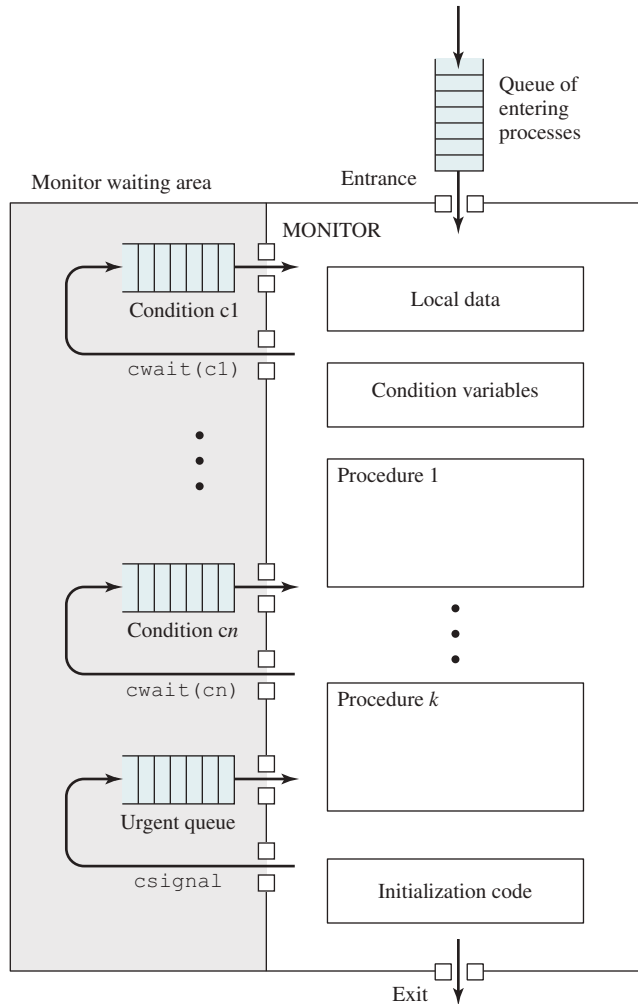 Queue of
entering
processes
Entrance
Monitor waiting area
MONITOR
Condition c1
cwait(c1)
Local data
Condition variables
Procedure 1
Condition cn
cwait(cn)
Procedure k
Urgent queue
csignal
Initialization code
Exit